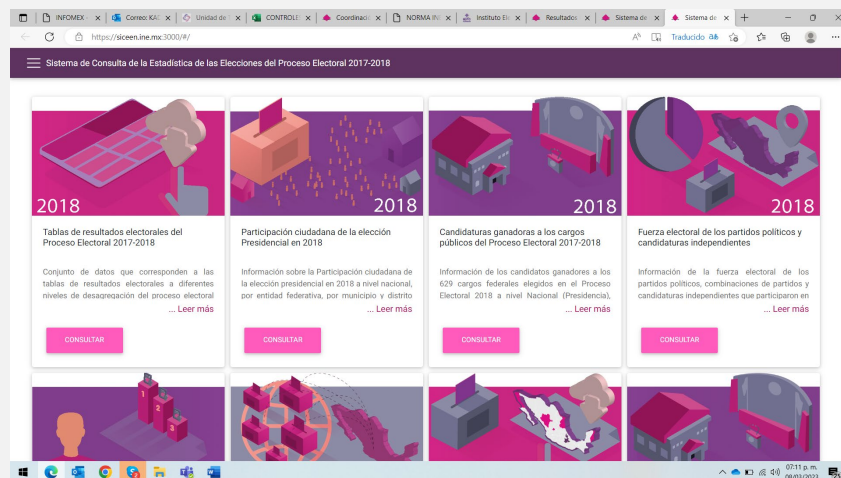 INFOMEX -
Correo: KAC
Unidad de T
CONTROLES
Coordinació
NORMA INE
Instituto El
Resultados
Sistema de
Sistema de
https://siceen.ine.mx:3000/#/
Traducido
Sistema de Consulta de la Estadística de las Elecciones del Proceso Electoral 2017-2018
2018
Tablas de resultados electorales del
Proceso Electoral 2017-2018
Conjunto de datos que corresponden a las
tablas de resultados electorales a diferentes
niveles de desagregación del proceso electoral
... Leer más
CONSULTAR
2018
Participación ciudadana de la elección
Presidencial en 2018
Información sobre la Participación ciudadana de
la elección presidencial en 2018 a nivel nacional,
por entidad federativa, por municipio y distrito
... Leer más
CONSULTAR
2018
Candidaturas ganadoras a los cargos
públicos del Proceso Electoral 2017-2018
Información de los candidatos ganadores a los
629 cargos federales elegidos en el Proceso
Electoral 2018 a nivel Nacional (Presidencia),
... Leer más
CONSULTAR
2018
Fuerza electoral de los partidos políticos y
candidaturas independientes
Información de la fuerza electoral de los
partidos políticos, combinaciones de partidos y
candidaturas independientes que participaron en
... Leer más
CONSULTAR
1
2
3
07:11 p. m.
08/03/2023